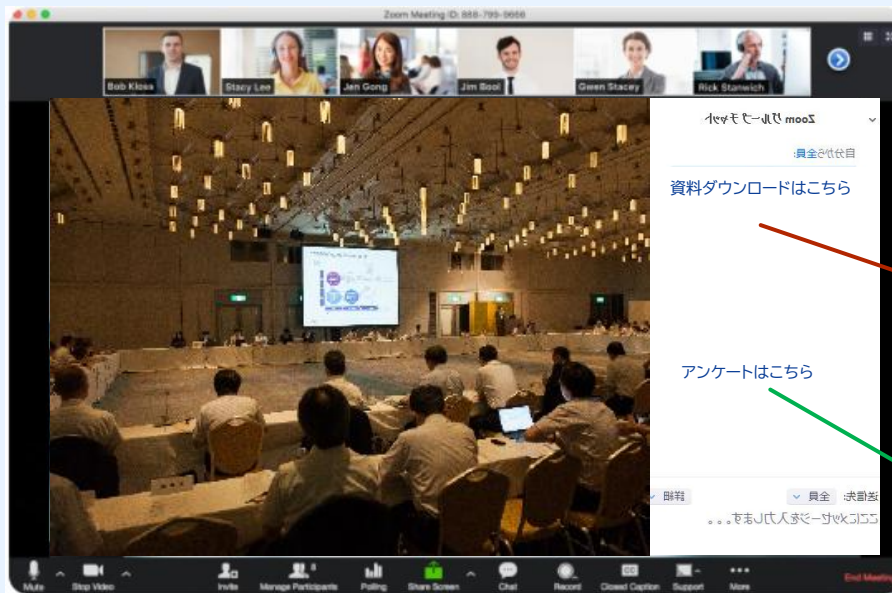 Zoom Meeting ID: 888-799-9666
Bob Kloss
Stacy Lee
Jen Gong
Jim Bool
Gwen Stacey
Rick Stanwich
Zoom グループ チャット
自分から全員:
資料ダウンロードはこちら
アンケートはこちら
送信先: 全員
詳細
ここにメッセージを入力します。。。
Mute
Stop Video
Invite
8
Manage Participants
Polling
Share Screen
Chat
Record
CC
Closed Caption
Support
More
End Meeting